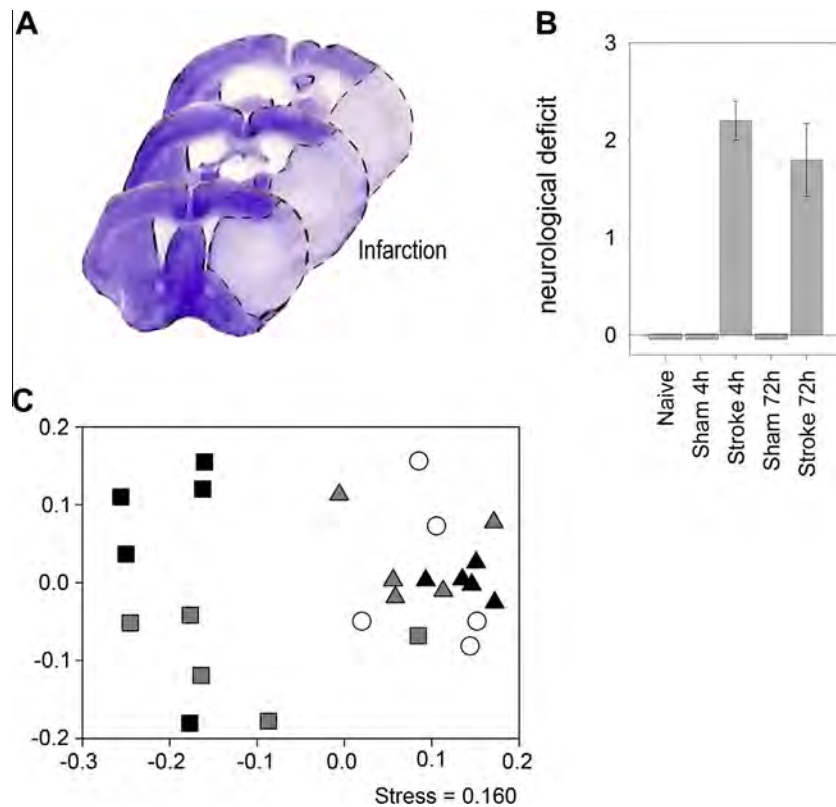 A
Infarction
B
neurological deficit
3
2
1
0
Naive
Sham 4h
Stroke 4h
Sham 72h
Stroke 72h
C
0.2
0.1
0.0
-0.1
-0.2
-0.3 -0.2 -0.1 0.0 0.1 0.2
Stress = 0.160